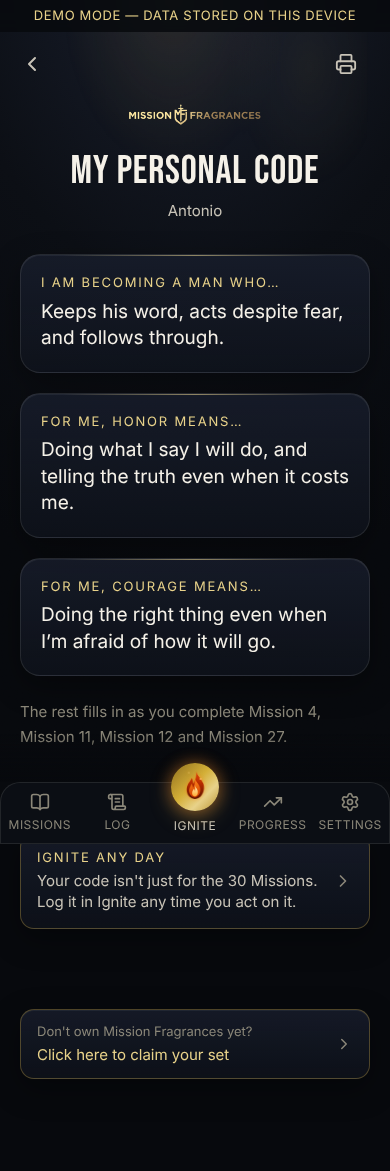 DEMO MODE — DATA STORED ON THIS DEVICE
MISSION FRAGRANCES
MY PERSONAL CODE
Antonio
I AM BECOMING A MAN WHO…
Keeps his word, acts despite fear,
and follows through.
FOR ME, HONOR MEANS…
Doing what I say I will do, and
telling the truth even when it costs
me.
FOR ME, COURAGE MEANS…
Doing the right thing even when
I’m afraid of how it will go.
The rest fills in as you complete Mission 4,
Mission 11, Mission 12 and Mission 27.
MISSIONS LOG IGNITE PROGRESS SETTINGS
IGNITE ANY DAY
Your code isn't just for the 30 Missions.
Log it in Ignite any time you act on it.
Don't own Mission Fragrances yet?
Click here to claim your set